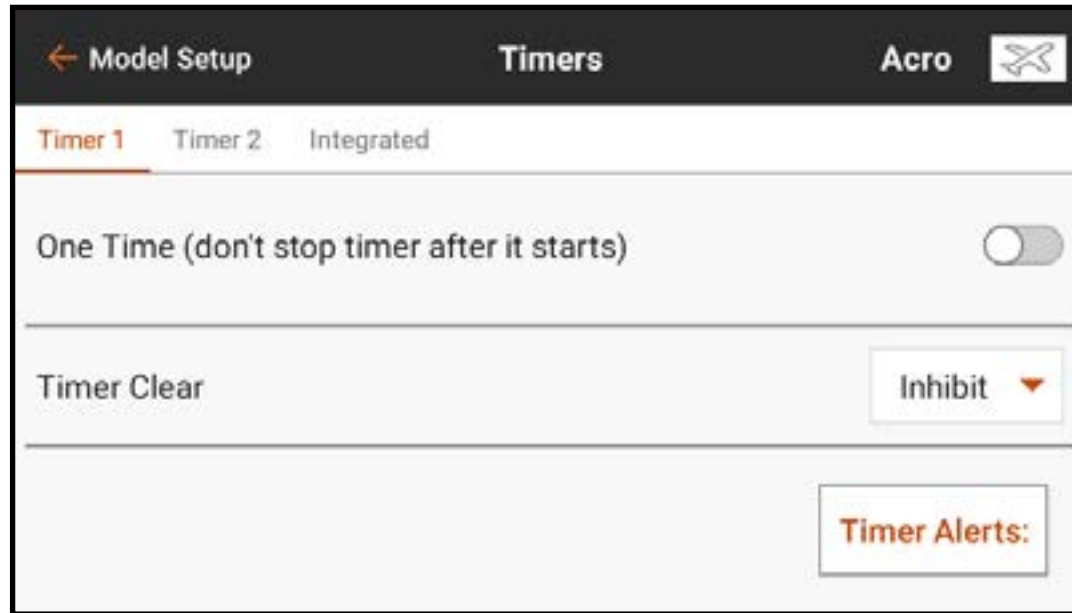 Model Setup Timers Acro
Timer 1 Timer 2 Integrated
One Time (don't stop timer after it starts)
Timer Clear Inhibit
Timer Alerts: